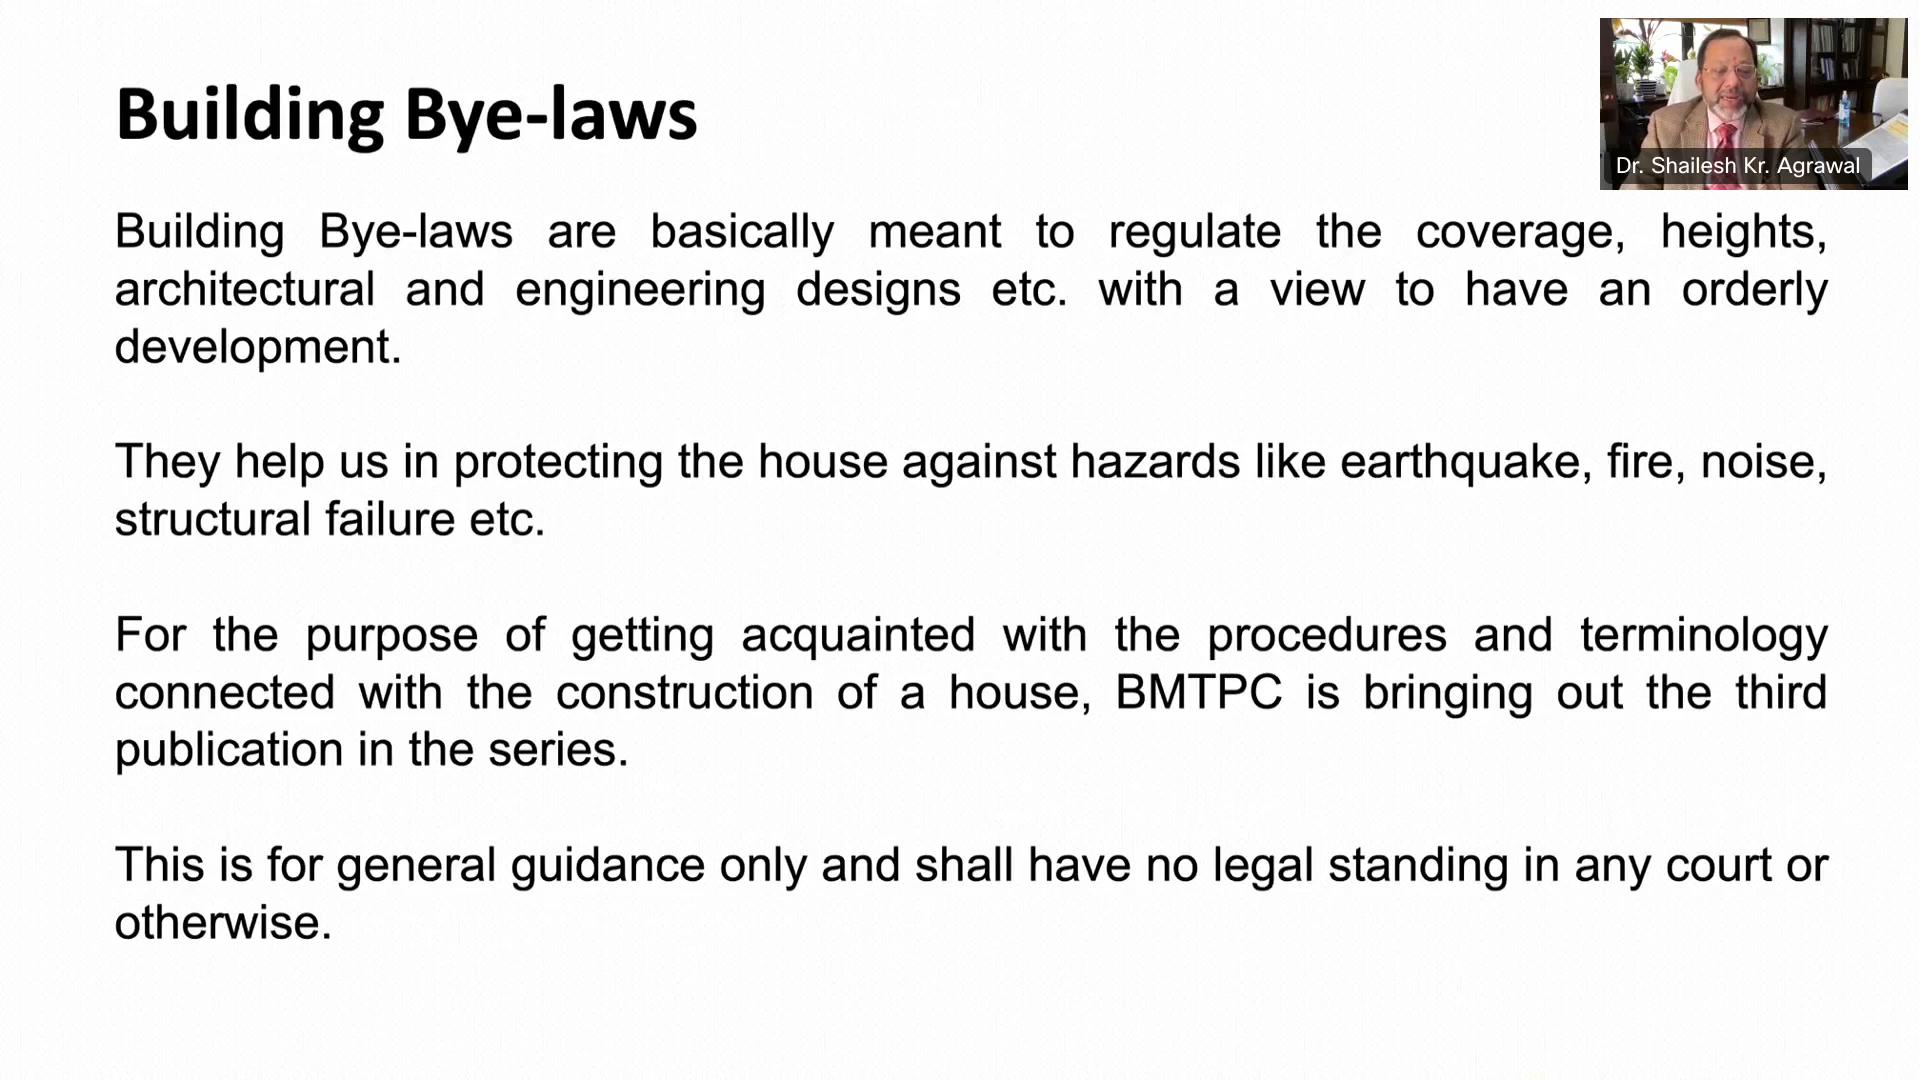 Building Bye-laws
Dr. Shailesh Kr. Agrawal
Building Bye-laws are basically meant to regulate the coverage, heights,
architectural and engineering designs etc. with a view to have an orderly
development.
They help us in protecting the house against hazards like earthquake, fire, noise,
structural failure etc.
For the purpose of getting acquainted with the procedures and terminology
connected with the construction of a house, BMTPC is bringing out the third
publication in the series.
This is for general guidance only and shall have no legal standing in any court or
otherwise.